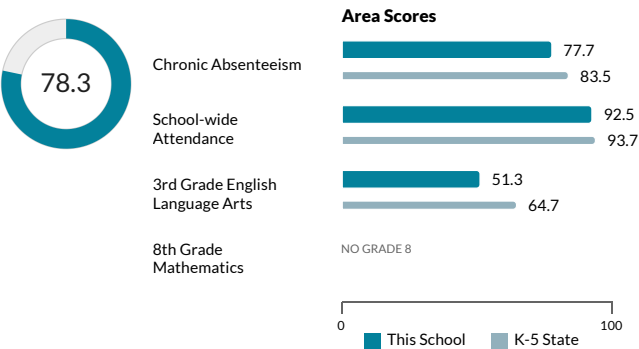 Area Scores
78.3
Chronic Absenteeism
77.7
83.5
School-wide
Attendance
92.5
93.7
3rd Grade English
Language Arts
51.3
64.7
8th Grade
Mathematics
NO GRADE 8
0
100
This School
K-5 State